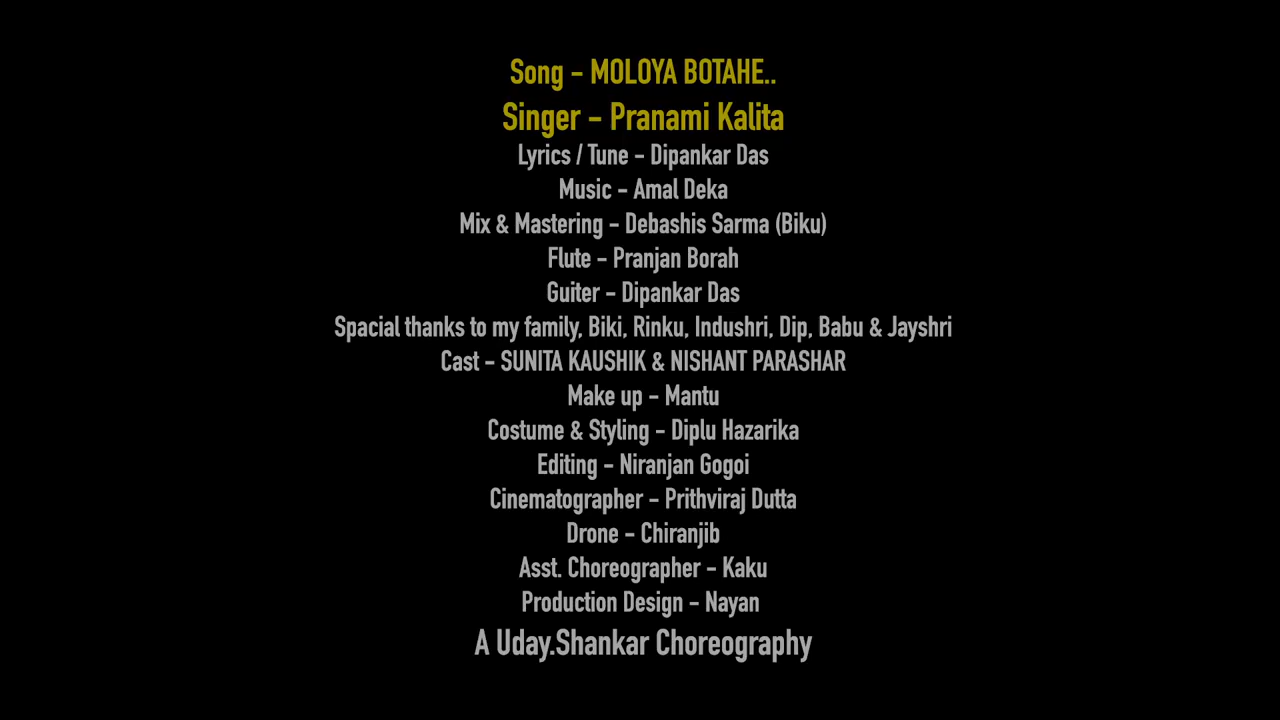 Song - MOLOYA BOTAHE..
Singer - Pranami Kalita
Lyrics / Tune - Dipankar Das
Music - Amal Deka
Mix & Mastering - Debashis Sarma (Biku)
Flute - Pranjan Borah
Guiter - Dipankar Das
Spacial thanks to my family, Biki, Rinku, Indushri, Dip, Babu & Jayshri
Cast - SUNITA KAUSHIK & NISHANT PARASHAR
Make up - Mantu
Costume & Styling - Diplu Hazarika
Editing - Niranjan Gogoi
Cinematographer - Prithviraj Dutta
Drone - Chiranjib
Asst. Choreographer - Kaku
Production Design - Nayan
A Uday.Shankar Choreography